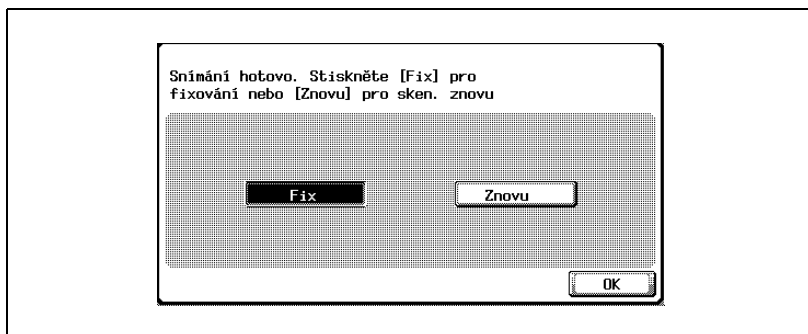 Snímání hotovo. Stiskněte [Fix] pro
fixování nebo [Znovu] pro sken. znovu
Fix
Znovu
OK